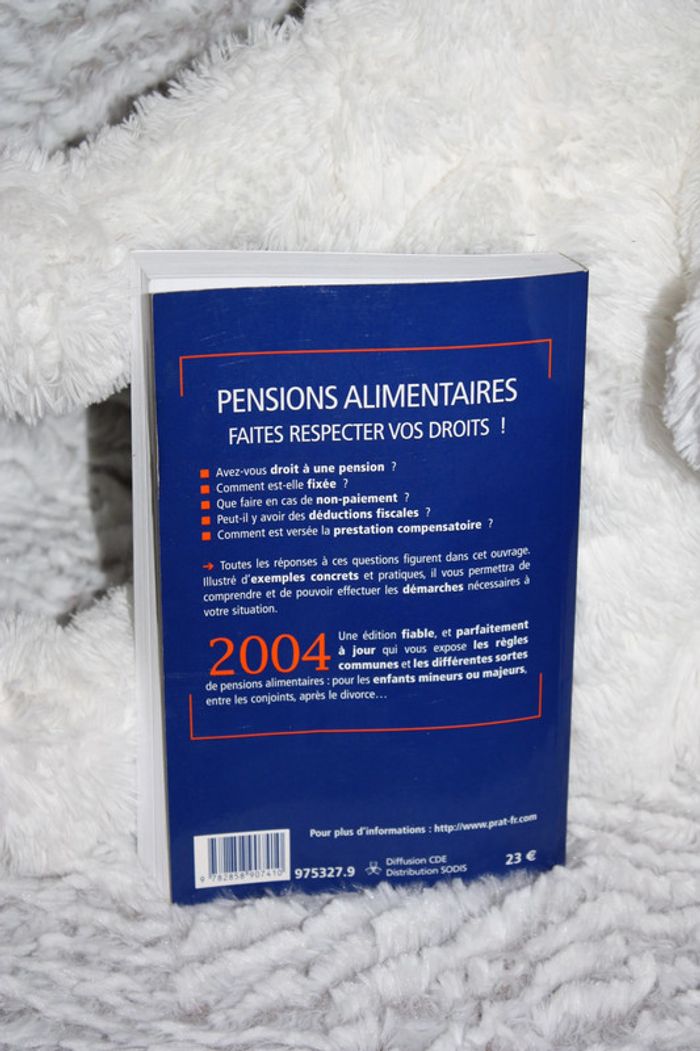 PENSIONS ALIMENTAIRES
FAITES RESPECTER VOS DROITS !
Avez-vous droit à une pension ?
Comment est-elle fixée ?
Que faire en cas de non-paiement ?
Peut-il y avoir des déductions fiscales ?
Comment est versée la prestation compensatoire ?
➔ Toutes les réponses à ces questions figurent dans cet ouvrage.
Illustré d'exemples concrets et pratiques, il vous permettra de
comprendre et de pouvoir effectuer les démarches nécessaires à
votre situation.
2004 Une édition fiable, et parfaitement
à jour qui vous expose les règles
communes et les différentes sortes
de pensions alimentaires : pour les enfants mineurs ou majeurs,
entre les conjoints, après le divorce...
Pour plus d'informations : http://www.prat-fr.com
9 782858 907410
975327.9
Diffusion CDE
Distribution SODIS
23 €